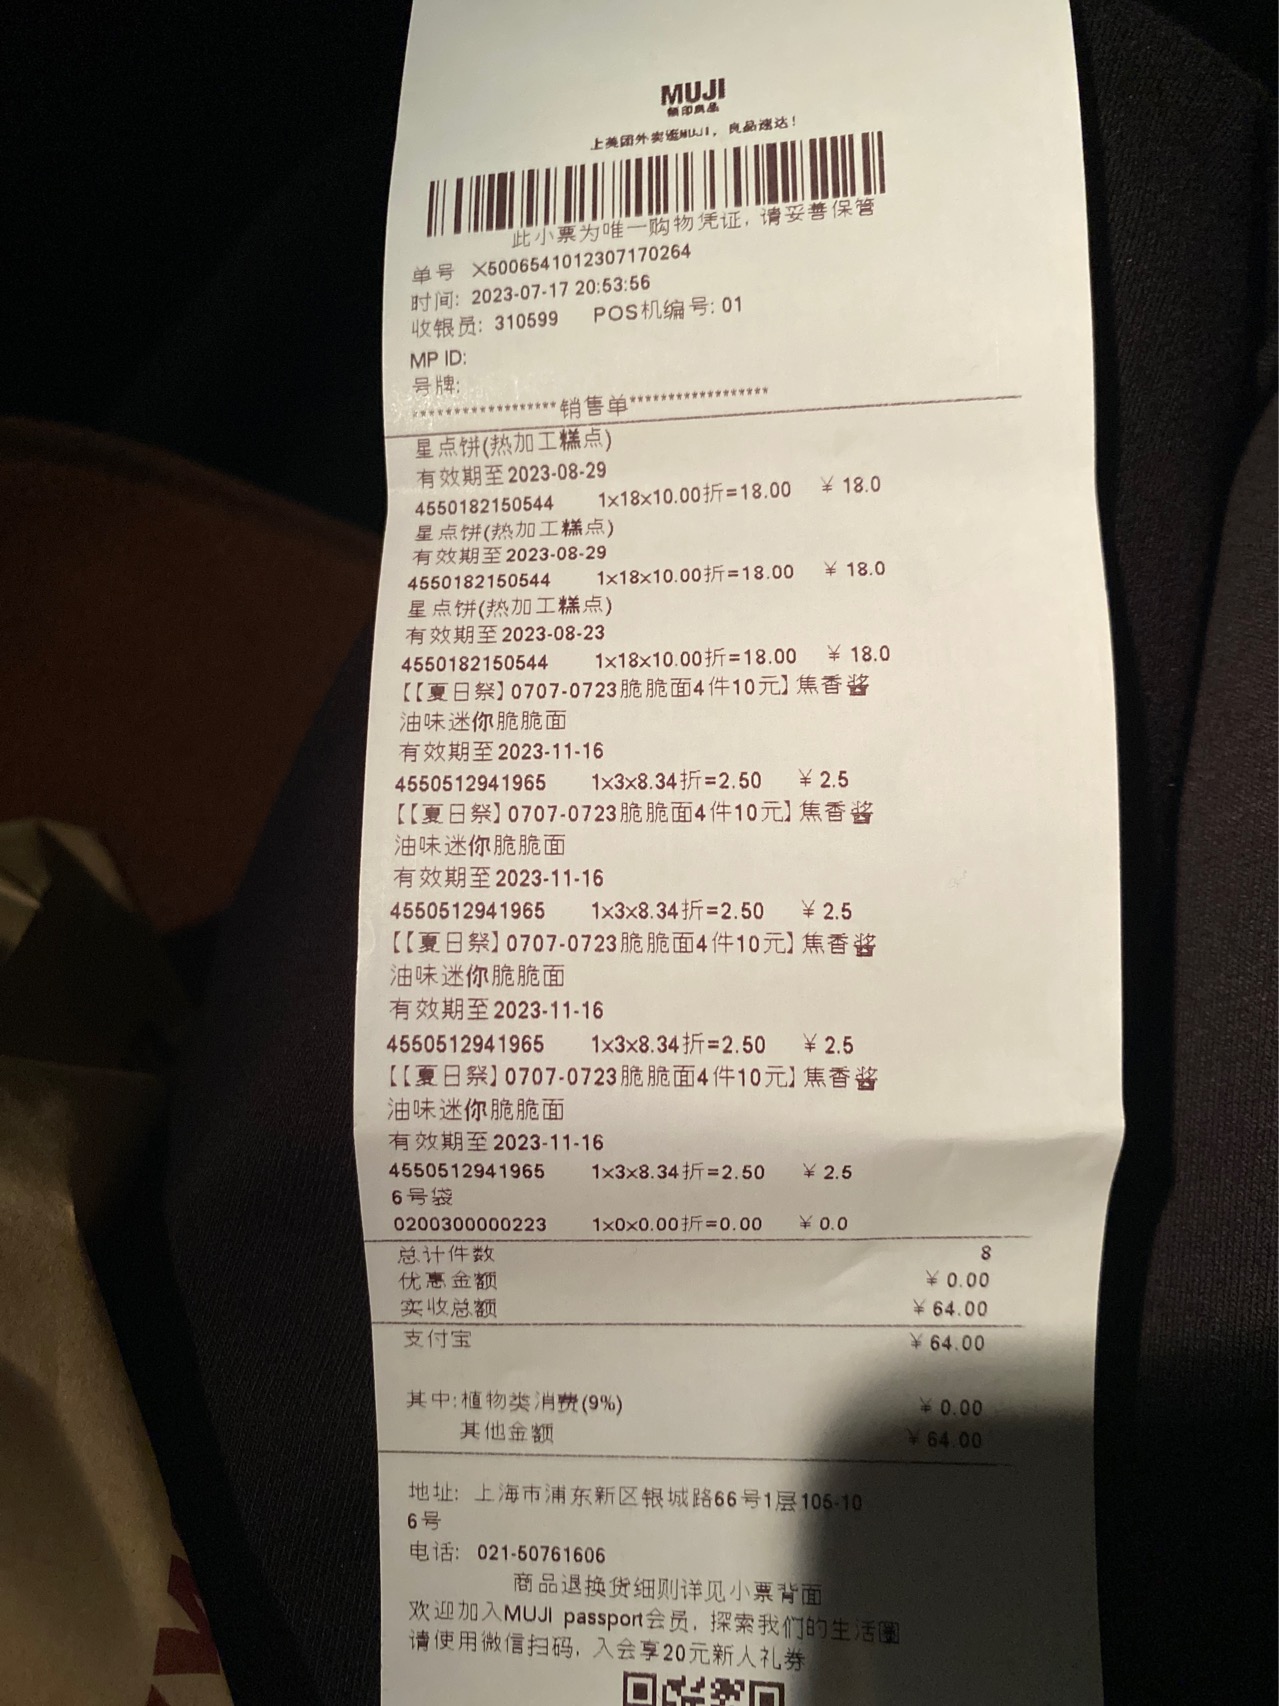 MUJI
無印良品
上美团外卖逛MUJI，良品速达！
此小票为唯一购物凭证，请妥善保管
单号 X5006541012307170264
时间: 2023-07-17 20:53:56
收银员: 310599 POS机编号: 01
MP ID:
号牌:
******************销售单******************
星点饼(热加工糕点)
有效期至2023-08-29
4550182150544 1×18×10.00折=18.00 ¥ 18.0
星点饼(热加工糕点)
有效期至2023-08-29
4550182150544 1×18×10.00折=18.00 ¥ 18.0
星点饼(热加工糕点)
有效期至2023-08-23
4550182150544 1×18×10.00折=18.00 ¥ 18.0
【【夏日祭】0707-0723脆脆面4件10元】焦香酱
油味迷你脆脆面
有效期至2023-11-16
4550512941965 1×3×8.34折=2.50 ¥ 2.5
【【夏日祭】0707-0723脆脆面4件10元】焦香酱
油味迷你脆脆面
有效期至2023-11-16
4550512941965 1×3×8.34折=2.50 ¥ 2.5
【【夏日祭】0707-0723脆脆面4件10元】焦香酱
油味迷你脆脆面
有效期至2023-11-16
4550512941965 1×3×8.34折=2.50 ¥ 2.5
【【夏日祭】0707-0723脆脆面4件10元】焦香酱
油味迷你脆脆面
有效期至2023-11-16
4550512941965 1×3×8.34折=2.50 ¥ 2.5
6号袋
0200300000223 1×0×0.00折=0.00 ¥ 0.0
总计件数 8
优惠金额 ¥ 0.00
实收总额 ¥ 64.00
支付宝 ¥ 64.00
其中:植物类消费(9%) ¥ 0.00
其他金额 ¥ 64.00
地址: 上海市浦东新区银城路66号1层105-10
6号
电话: 021-50761606
商品退换货细则详见小票背面
欢迎加入MUJI passport会员，探索我们的生活圈
请使用微信扫码，入会享20元新人礼券